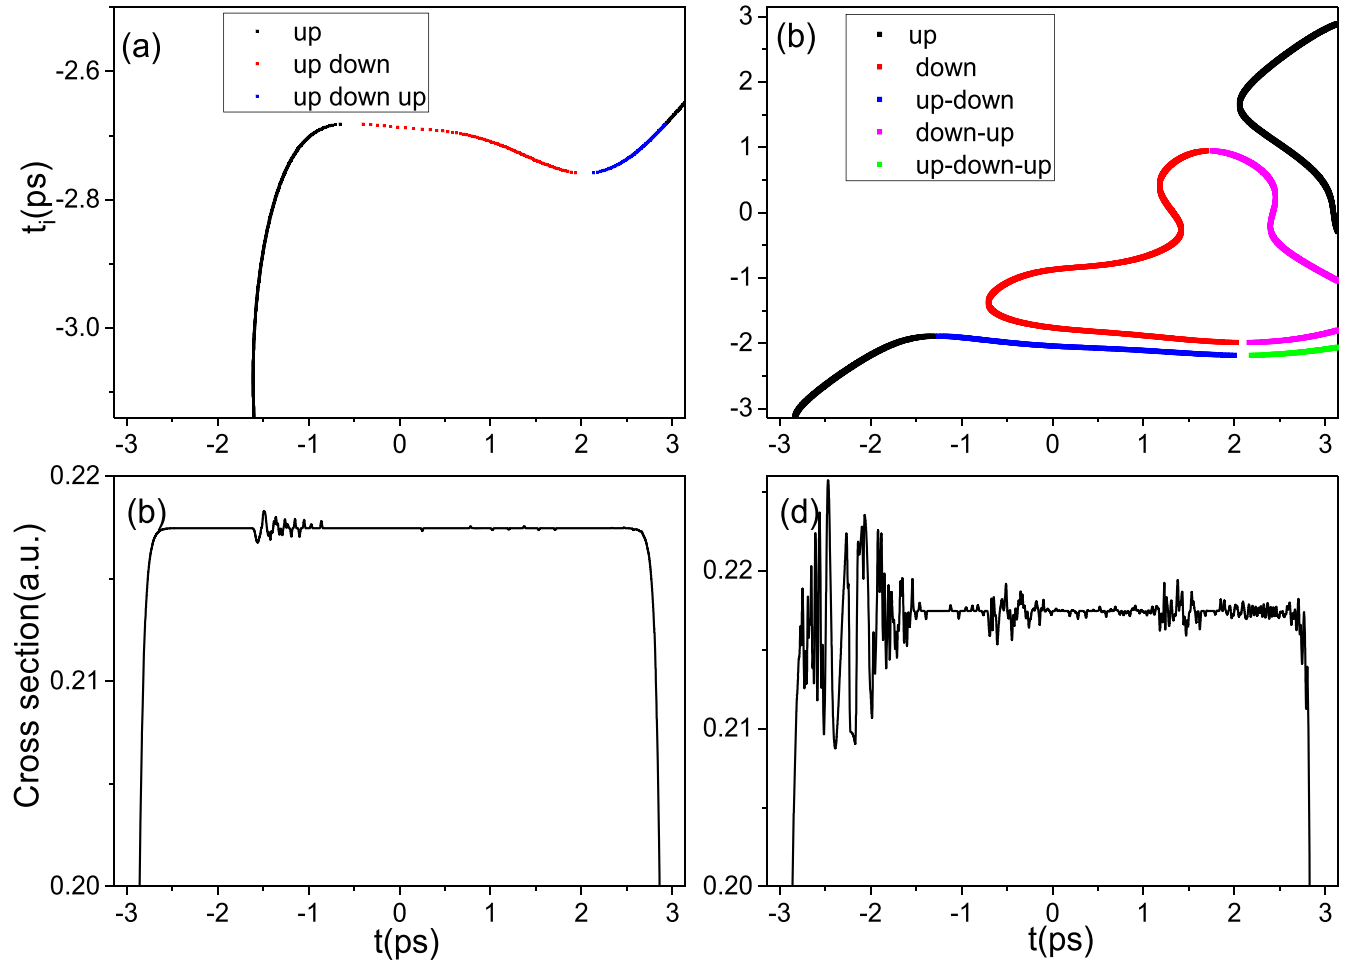 (a)
up
up down
up down up
-2.6
-2.8
-3.0
tᵢ(ps)
-3 -2 -1 0 1 2 3
(b)
up
down
up-down
down-up
up-down-up
3
2
1
0
-1
-2
-3
-3 -2 -1 0 1 2 3
(b)
0.22
0.21
0.20
Cross section(a.u.)
-3 -2 -1 0 1 2 3
t(ps)
(d)
0.22
0.21
0.20
-3 -2 -1 0 1 2 3
t(ps)